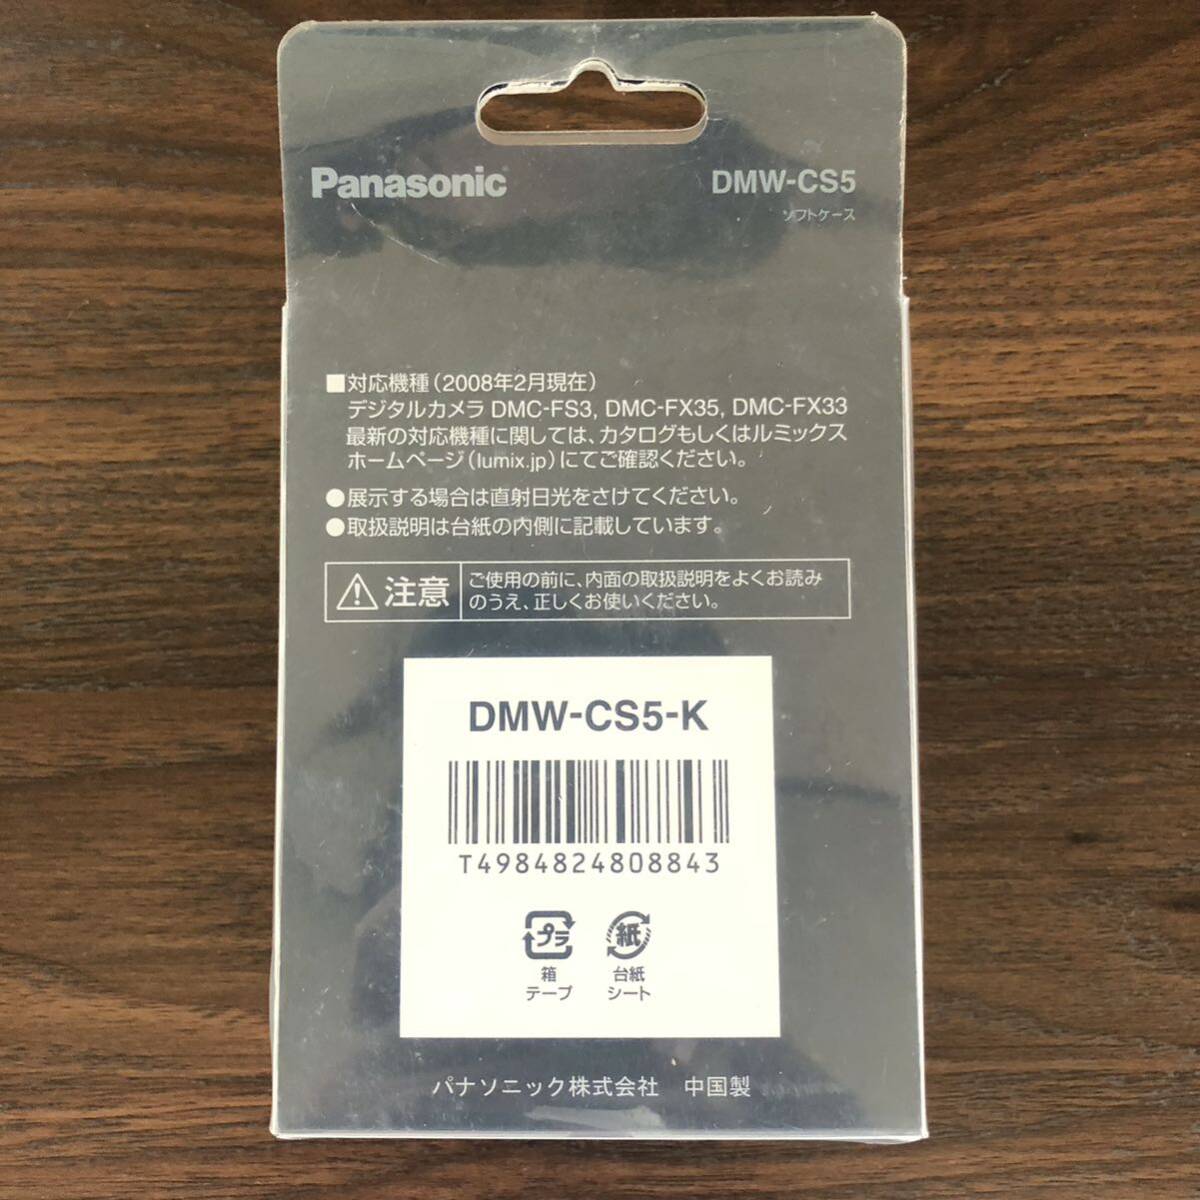 Panasonic
DMW-CS5
ソフトケース
■対応機種(2008年2月現在)
デジタルカメラ DMC-FS3, DMC-FX35, DMC-FX33
最新の対応機種に関しては、カタログもしくはルミックス
ホームページ(lumix.jp)にてご確認ください。
●展示する場合は直射日光をさけてください。
●取扱説明は台紙の内側に記載しています。
注意
ご使用の前に、内面の取扱説明をよくお読み
のうえ、正しくお使いください。
DMW-CS5-K
T4984824808843
プラ
紙
箱
テープ
台紙
シート
パナソニック株式会社 中国製